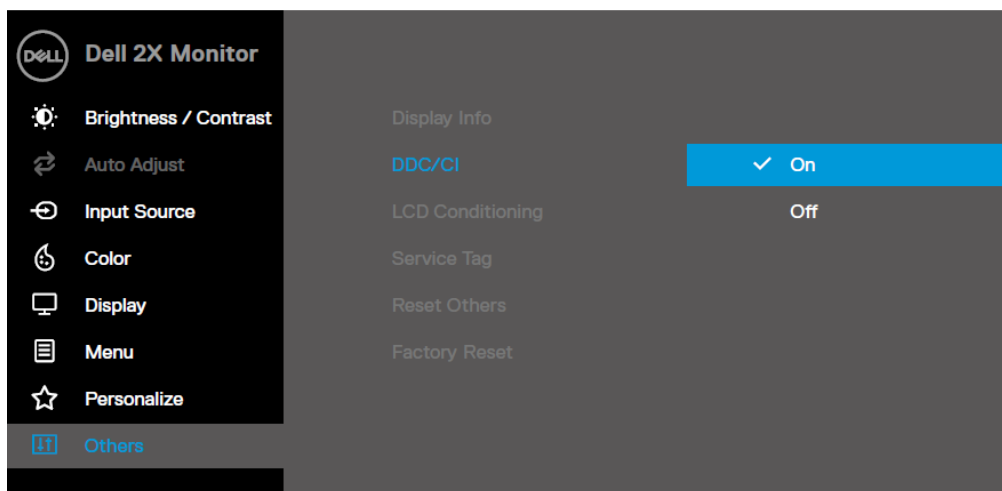 DELL
Dell 2X Monitor
Brightness / Contrast
Display Info
Auto Adjust
DDC/CI
On
Input Source
LCD Conditioning
Off
Color
Service Tag
Display
Reset Others
Menu
Factory Reset
Personalize
Others